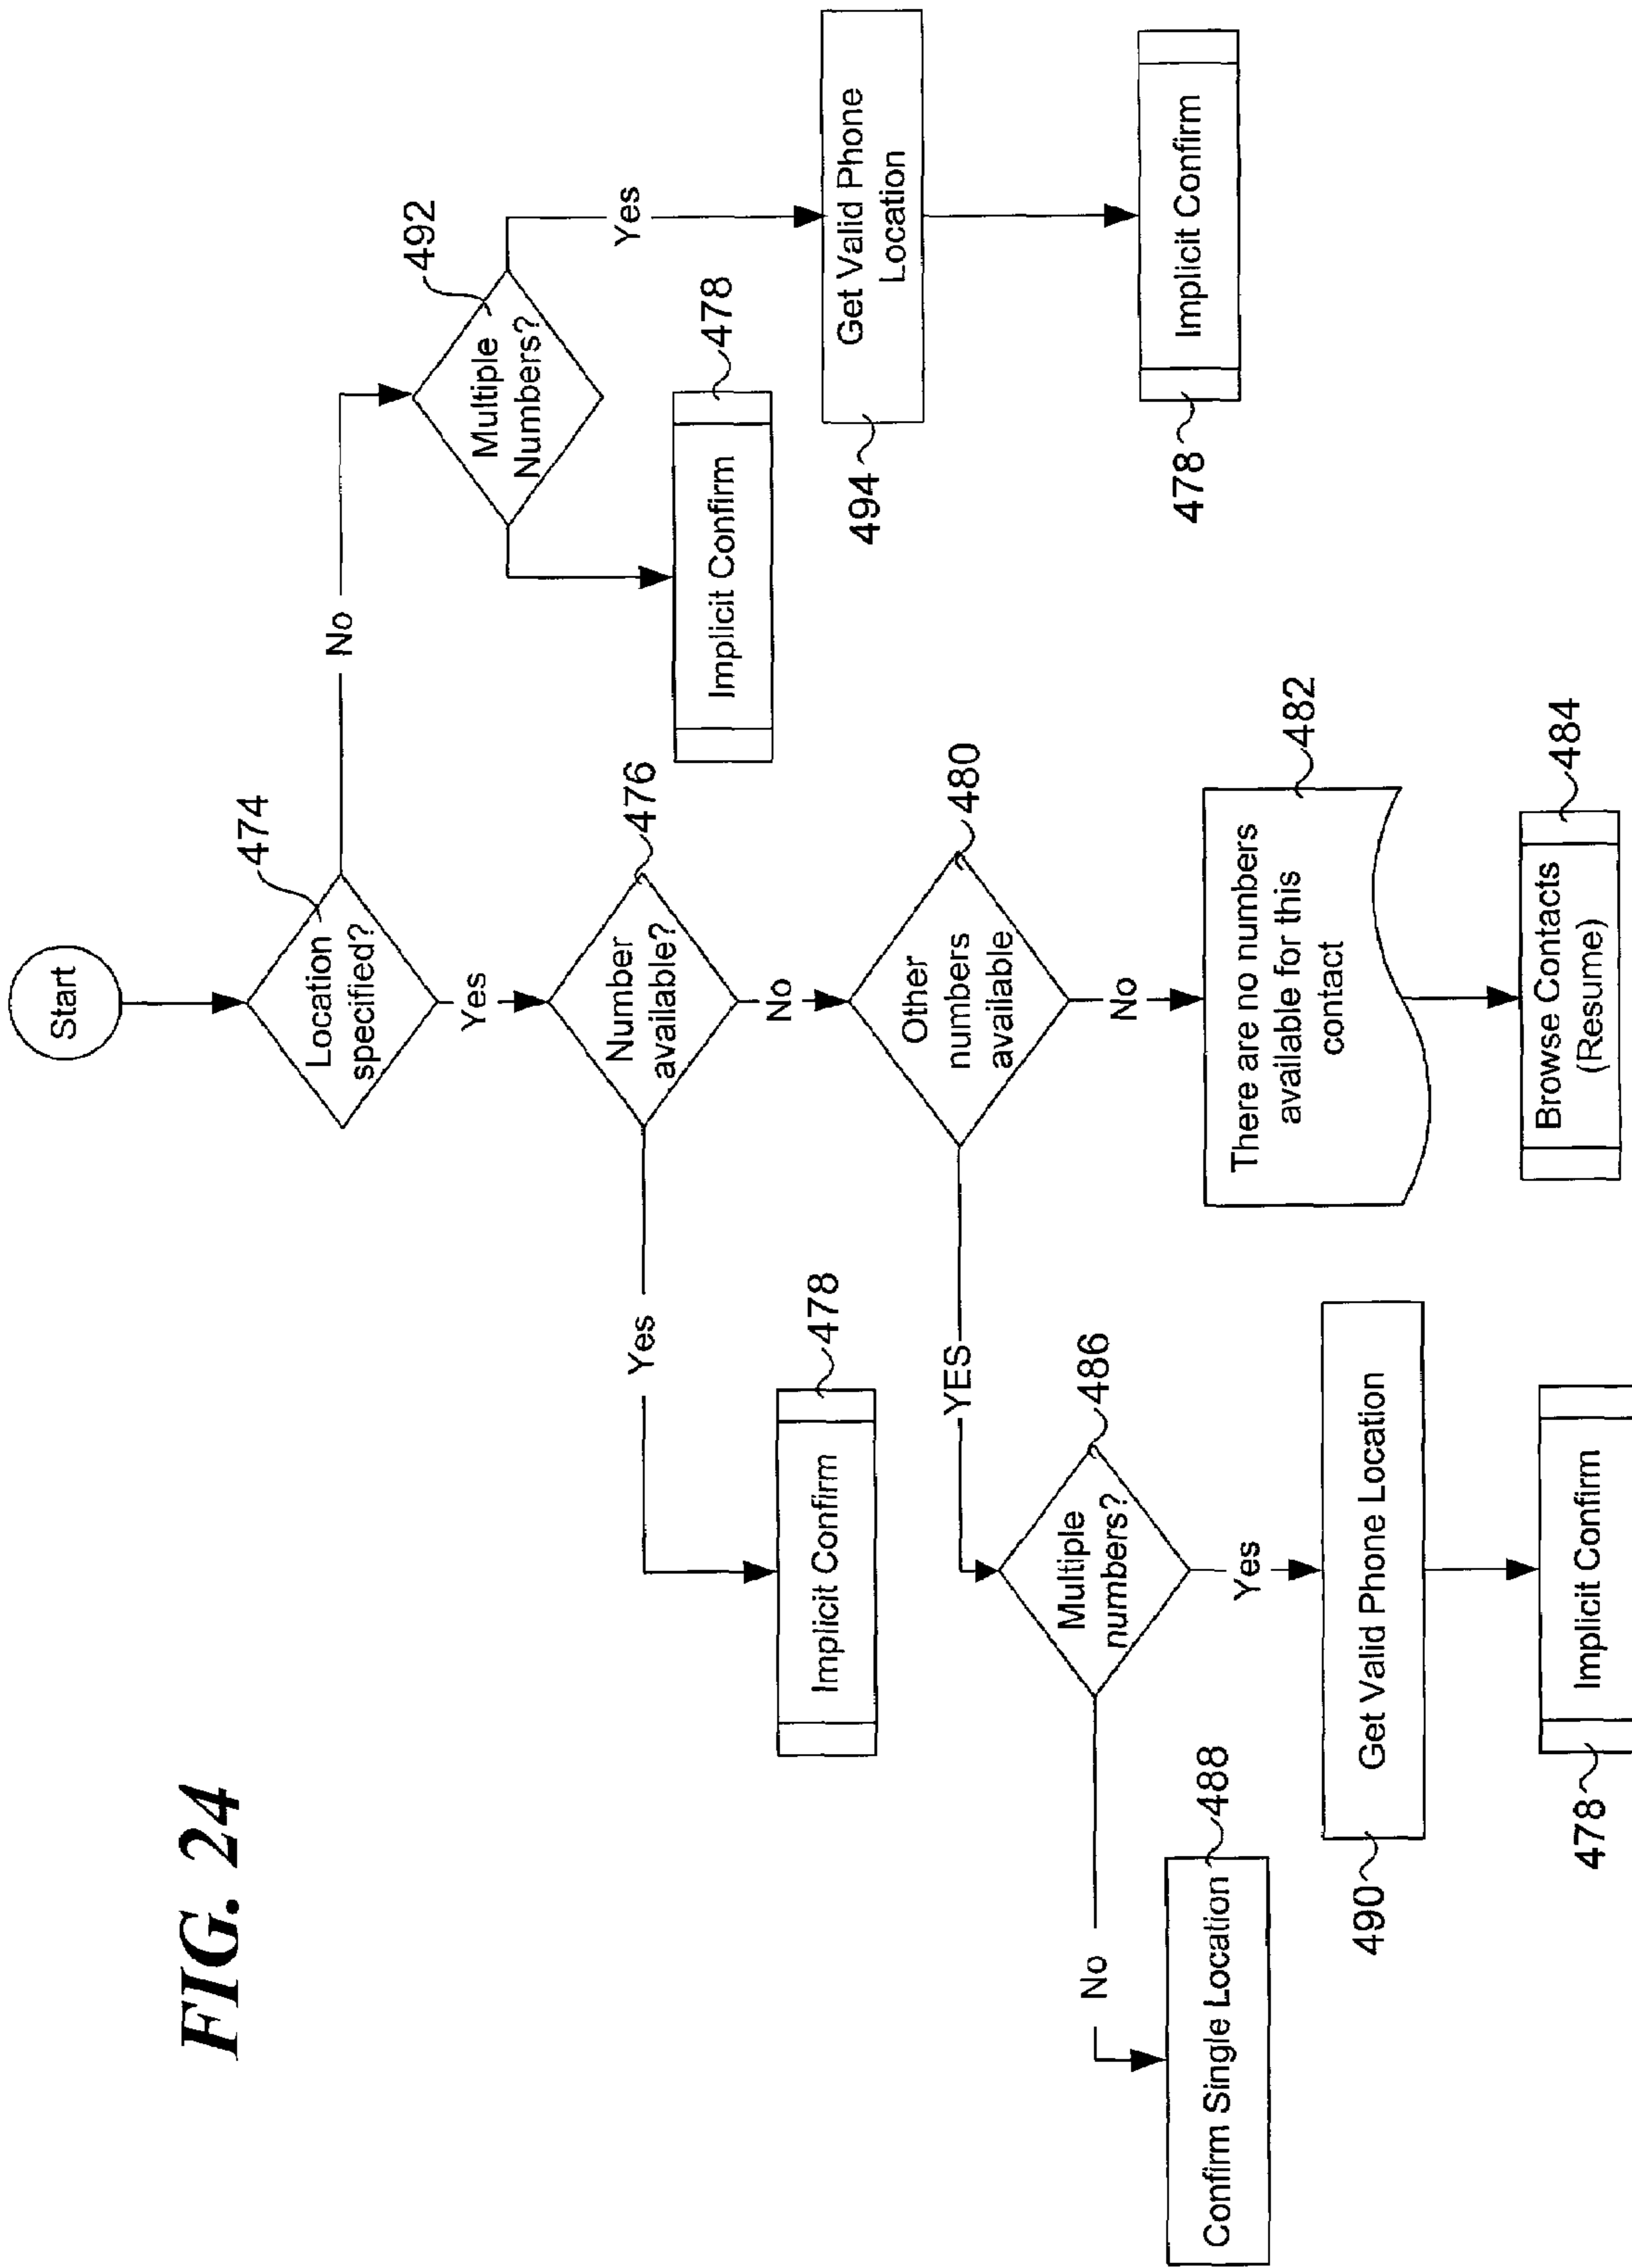 FIG. 24
Start
474
Location
specified?
No
492
Multiple
Numbers?
Yes
478
Implicit Confirm
Get Valid Phone
Location
494
Implicit Confirm
478
Yes
476
Number
available?
Yes
478
Implicit Confirm
No
480
Other
numbers
available
YES
486
Multiple
numbers?
No
488
Confirm Single Location
Yes
Get Valid Phone Location
490
Implicit Confirm
478
No
482
There are no numbers
available for this
contact
484
Browse Contacts
(Resume)